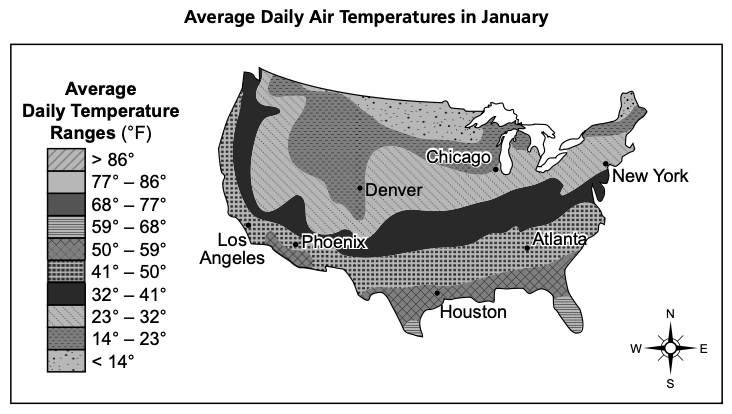 Average Daily Air Temperatures in January
Average
Daily Temperature
Ranges (°F)
> 86°
77° – 86°
68° – 77°
59° – 68°
50° – 59°
41° – 50°
32° – 41°
23° – 32°
14° – 23°
< 14°
Chicago
New York
Denver
Los
Angeles
Phoenix
Atlanta
Houston
N
W
E
S